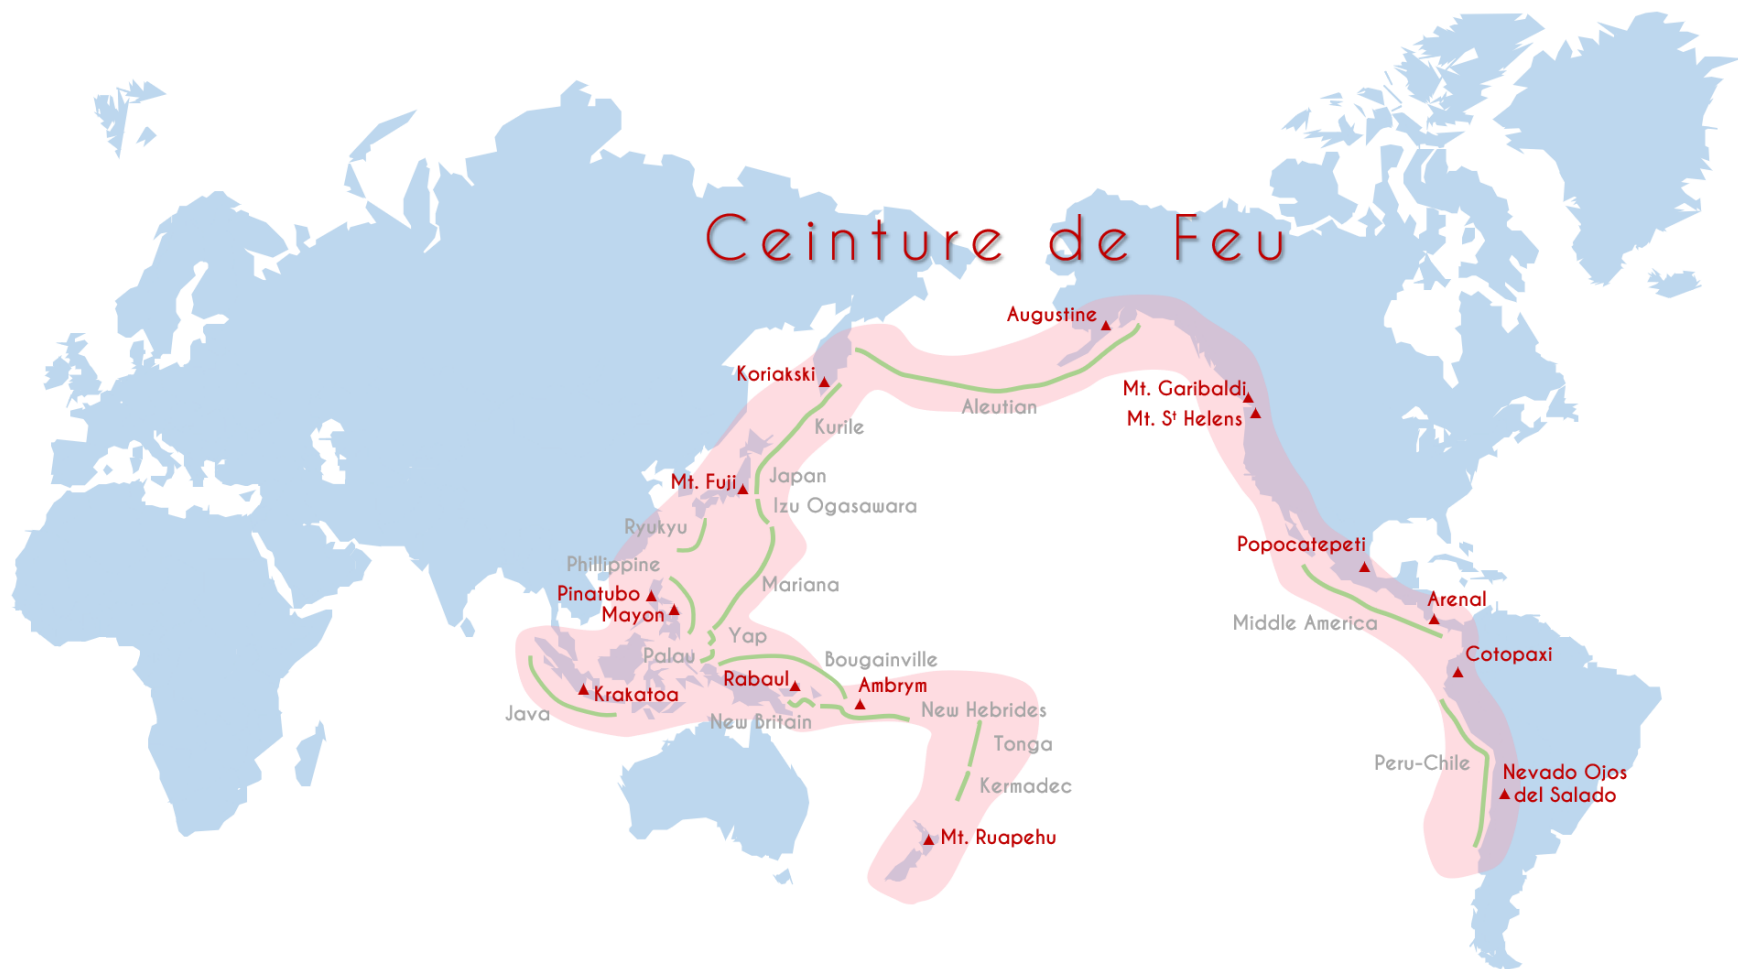 Ceinture de Feu
Augustine
Koriakski
Mt. Garibaldi
Aleutian
Mt. Sᵗ Helens
Kurile
Japan
Mt. Fuji
Izu Ogasawara
Ryukyu
Popocatepeti
Phillippine
Mariana
Pinatubo
Arenal
Mayon
Middle America
Yap
Palau
Cotopaxi
Bougainville
Rabaul
Ambrym
Krakatoa
New Hebrides
Java
New Britain
Tonga
Peru-Chile
Nevado Ojos
del Salado
Kermadec
Mt. Ruapehu